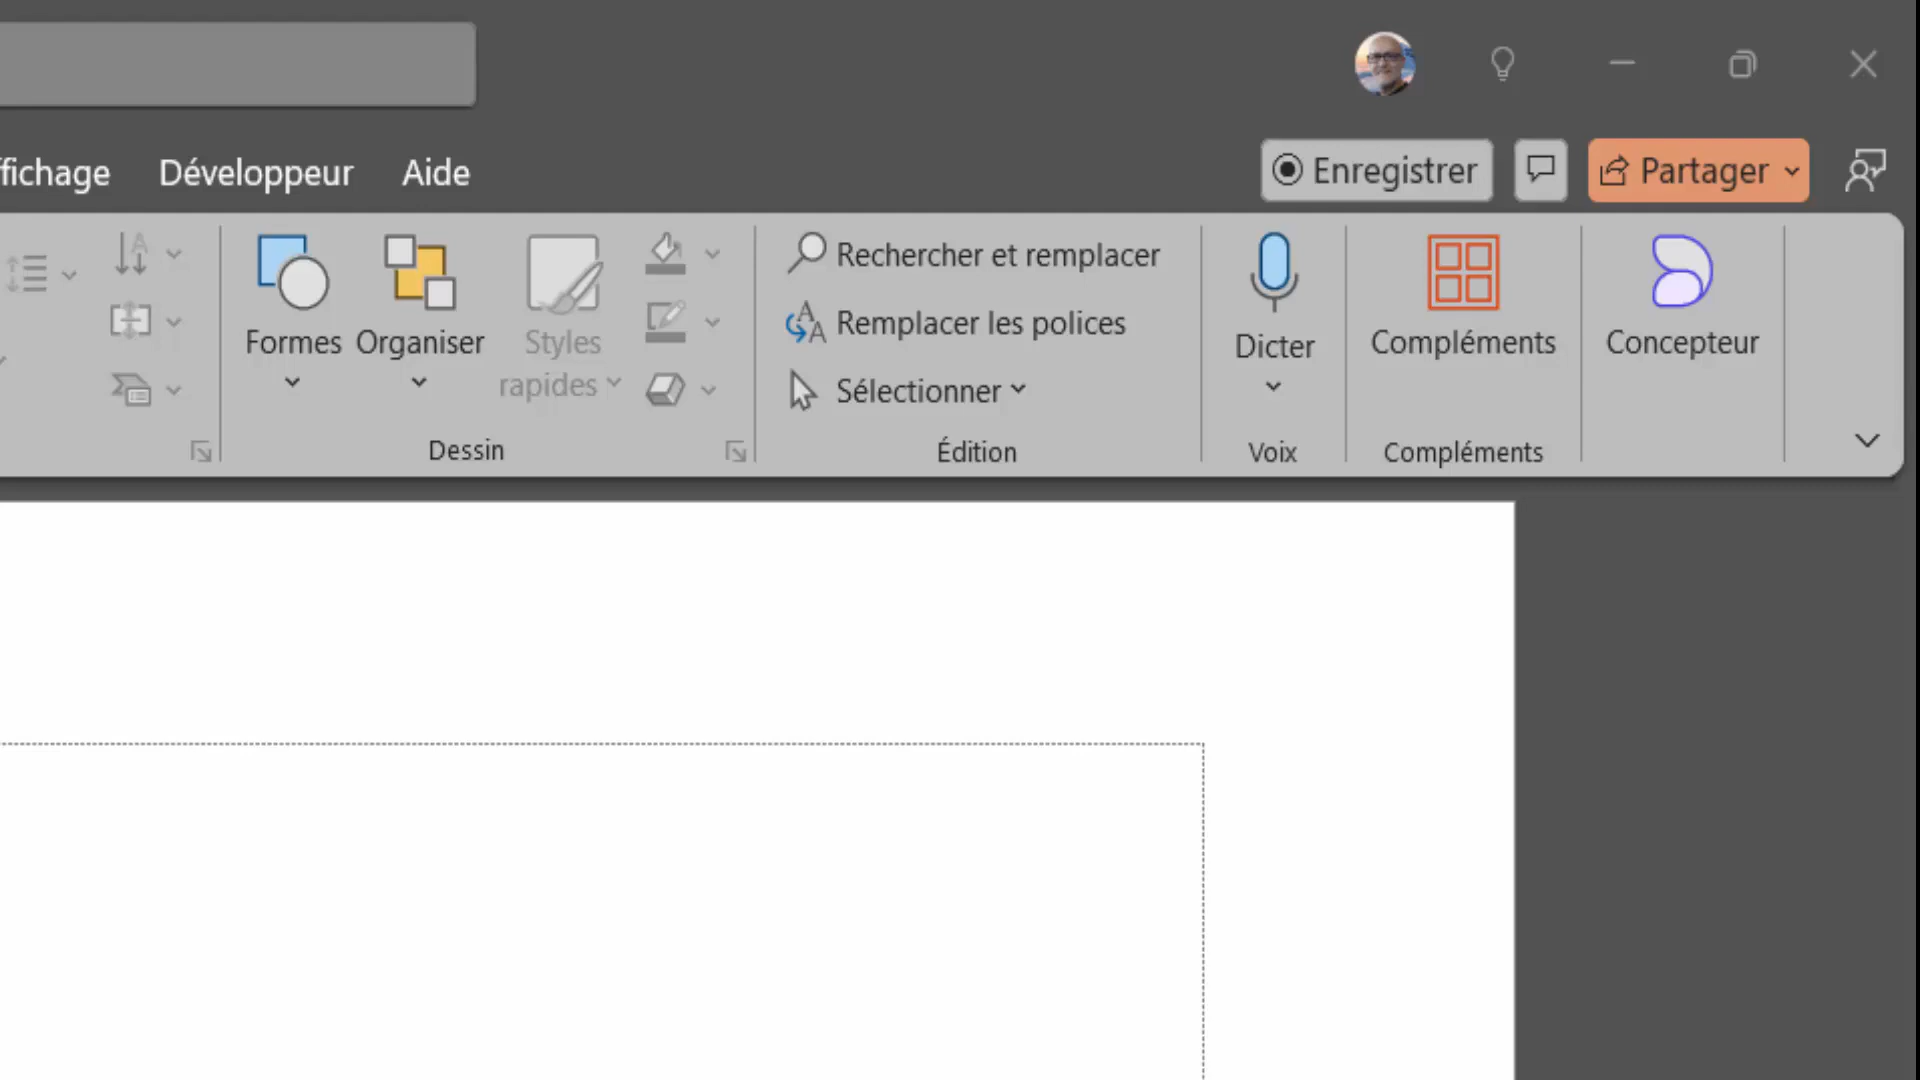 ffichage Développeur Aide
Enregistrer Partager
Rechercher et remplacer
Remplacer les polices
Sélectionner
Formes Organiser Styles rapides
Dicter
Compléments
Concepteur
Dessin Édition Voix Compléments